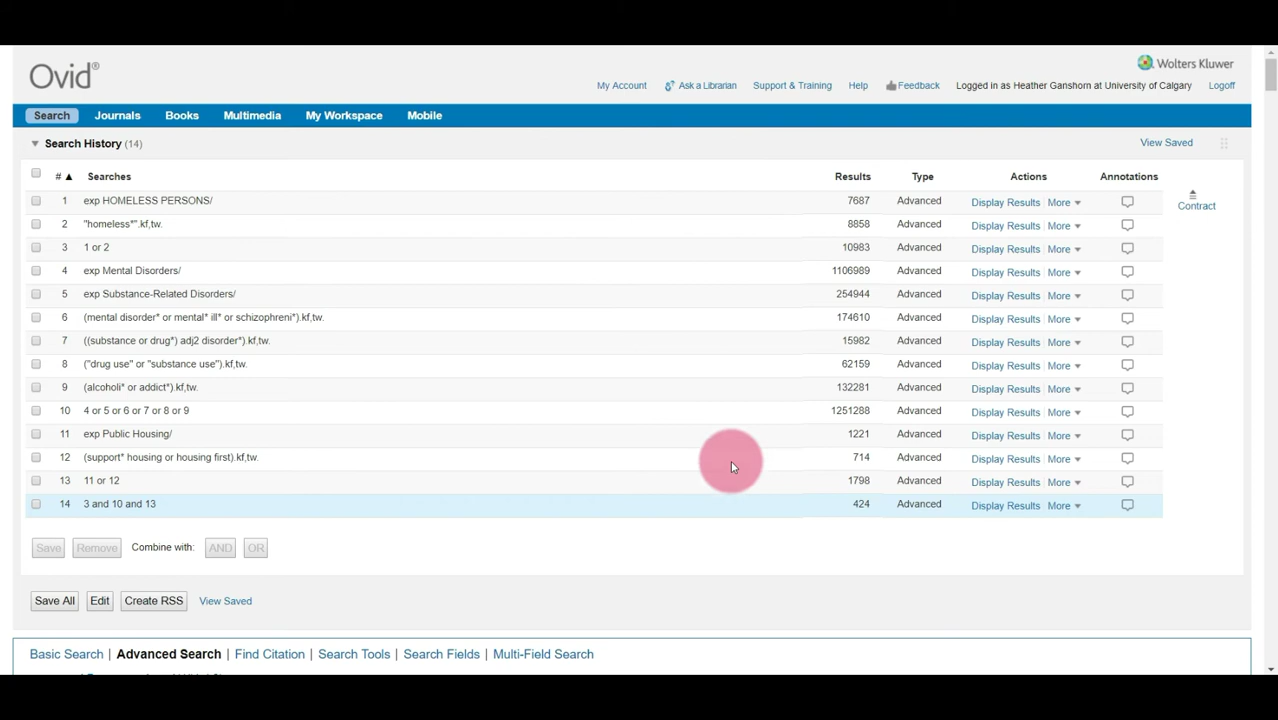 Ovid®
Wolters Kluwer
My Account Ask a Librarian Support & Training Help Feedback Logged in as Heather Ganshorn at University of Calgary Logoff
Search Journals Books Multimedia My Workspace Mobile
▼ Search History (14) View Saved
# ▲ Searches Results Type Actions Annotations
1 exp HOMELESS PERSONS/ 7687 Advanced Display Results More ▼
Contract
2 "homeless*".kf,tw. 8858 Advanced Display Results More ▼
3 1 or 2 10983 Advanced Display Results More ▼
4 exp Mental Disorders/ 1106989 Advanced Display Results More ▼
5 exp Substance-Related Disorders/ 254944 Advanced Display Results More ▼
6 (mental disorder* or mental* ill* or schizophreni*).kf,tw. 174610 Advanced Display Results More ▼
7 ((substance or drug*) adj2 disorder*).kf,tw. 15982 Advanced Display Results More ▼
8 ("drug use" or "substance use").kf,tw. 62159 Advanced Display Results More ▼
9 (alcoholi* or addict*).kf,tw. 132281 Advanced Display Results More ▼
10 4 or 5 or 6 or 7 or 8 or 9 1251288 Advanced Display Results More ▼
11 exp Public Housing/ 1221 Advanced Display Results More ▼
12 (support* housing or housing first).kf,tw. 714 Advanced Display Results More ▼
13 11 or 12 1798 Advanced Display Results More ▼
14 3 and 10 and 13 424 Advanced Display Results More ▼
Save Remove Combine with: AND OR
Save All Edit Create RSS View Saved
Basic Search | Advanced Search | Find Citation | Search Tools | Search Fields | Multi-Field Search